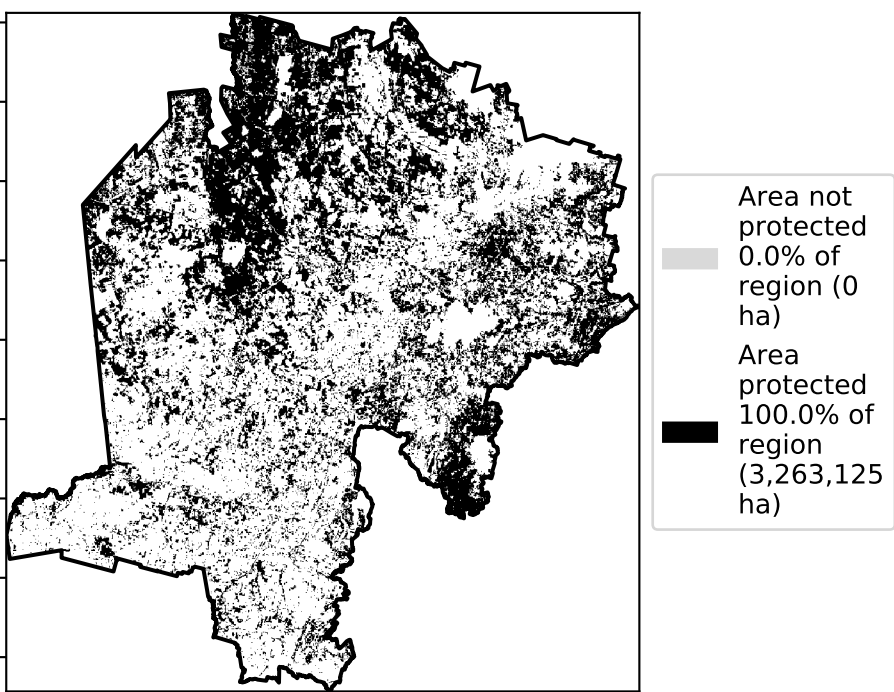 Area not
protected
0.0% of
region (0
ha)
Area
protected
100.0% of
region
(3,263,125
ha)